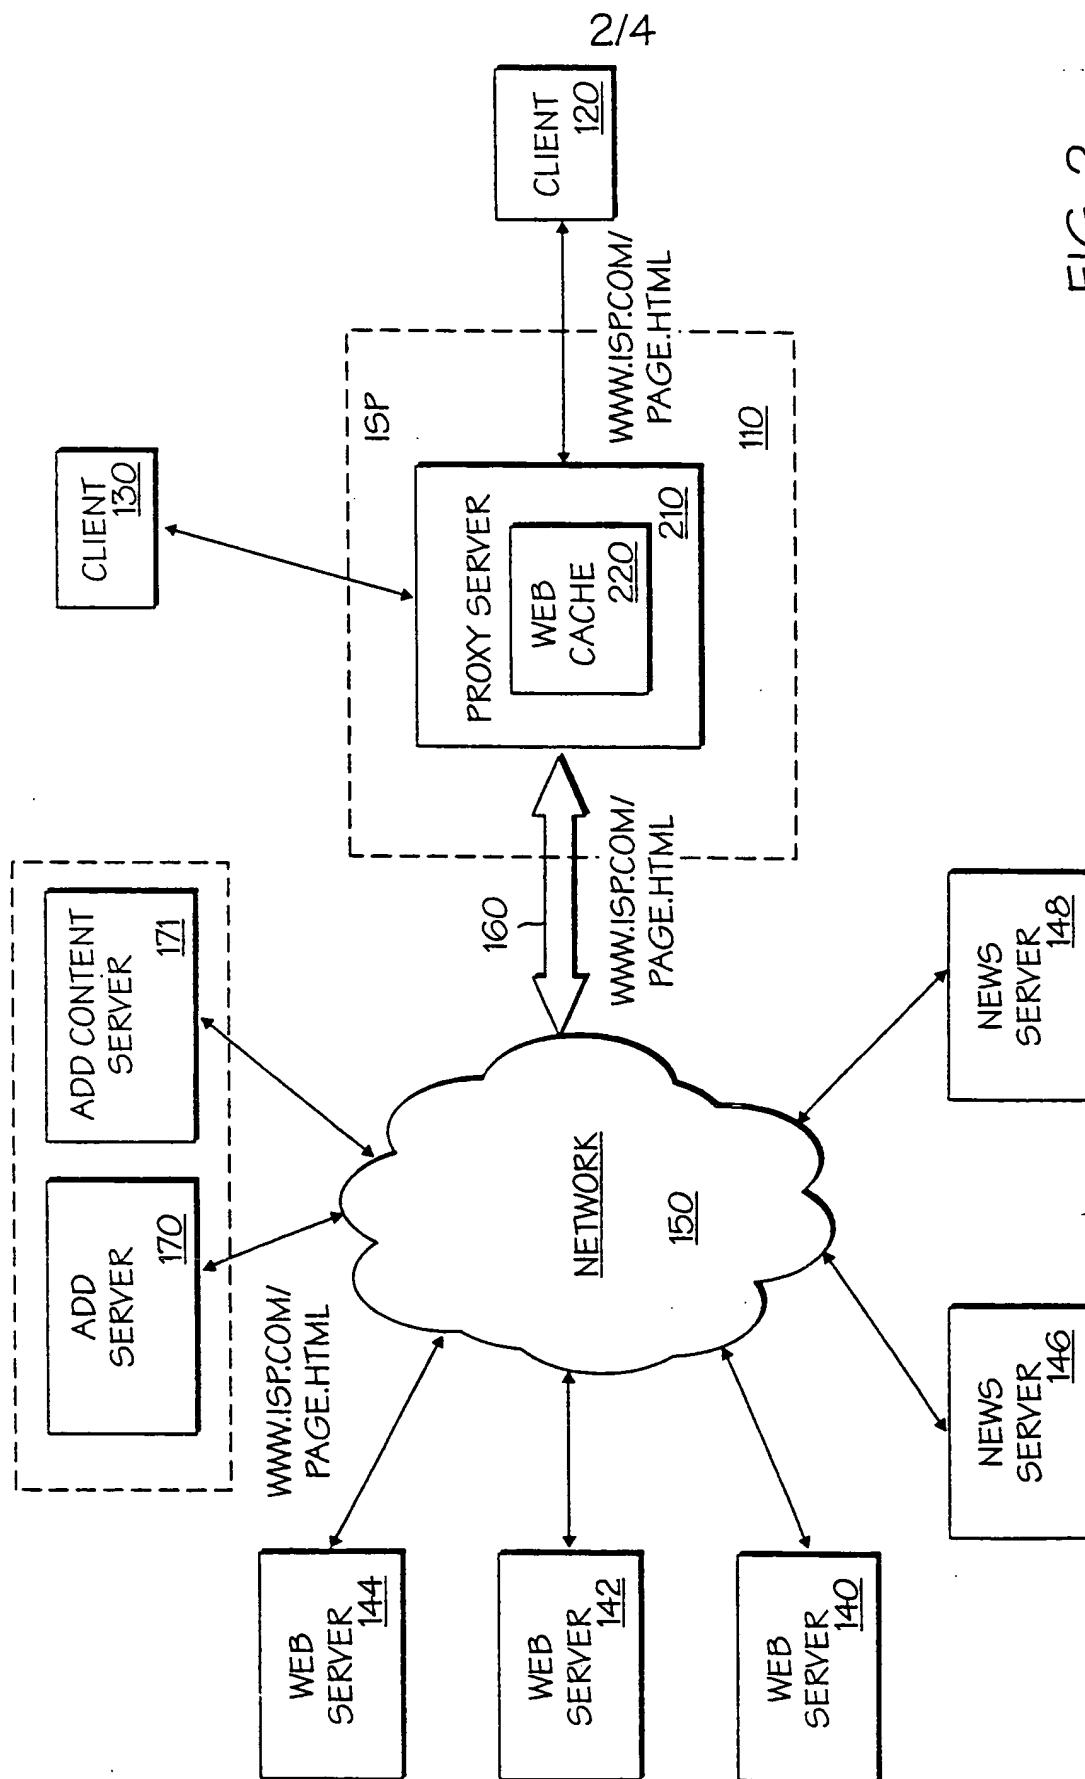 2/4
ADD
SERVER
170
ADD CONTENT
SERVER
171
CLIENT
130
WWW.ISP.COM/
PAGE.HTML
WEB
SERVER
144
WEB
SERVER
142
WEB
SERVER
140
NETWORK
150
160
WWW.ISP.COM/
PAGE.HTML
ISP
PROXY SERVER
WEB
CACHE
220
210
110
WWW.ISP.COM/
PAGE.HTML
CLIENT
120
NEWS
SERVER
146
NEWS
SERVER
148
FIG. 2